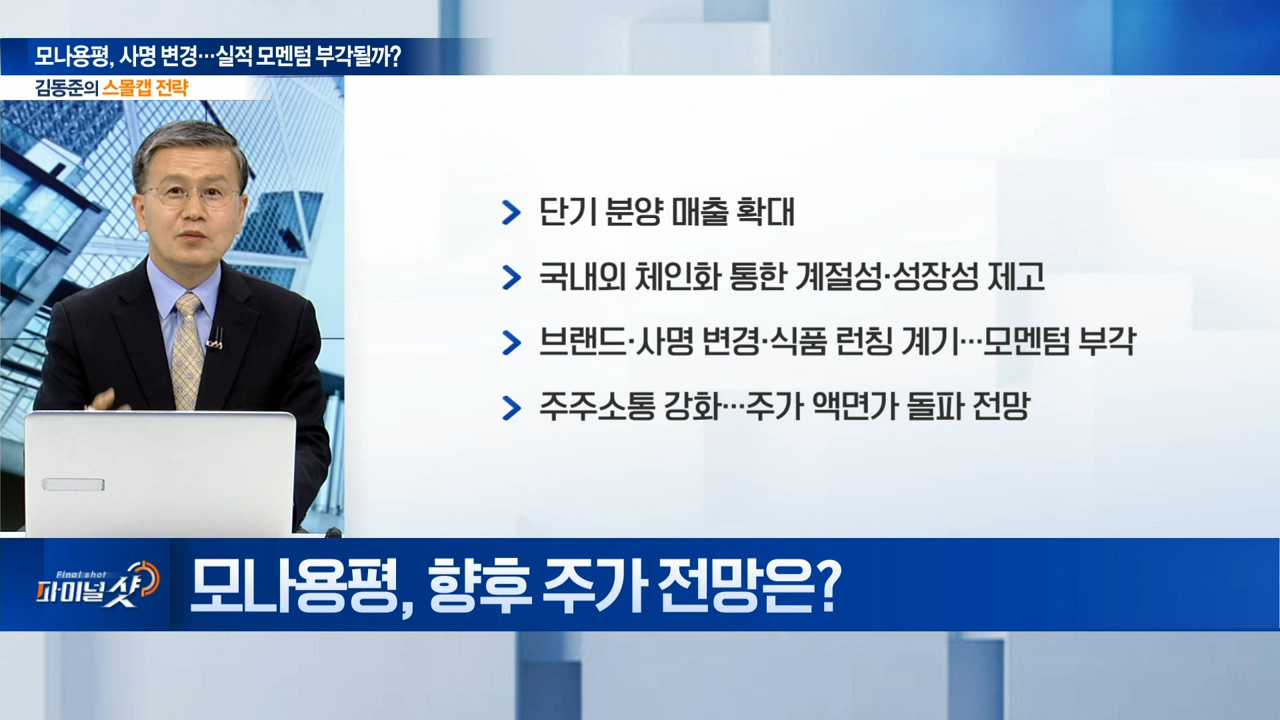 모나용평, 사명 변경…실적 모멘텀 부각될까?
김동준의 스몰캡 전략
단기 분양 매출 확대
국내외 체인화 통한 계절성·성장성 제고
브랜드·사명 변경·식품 런칭 계기…모멘텀 부각
주주소통 강화…주가 액면가 돌파 전망
Final shot
파이널 샷
모나용평, 향후 주가 전망은?